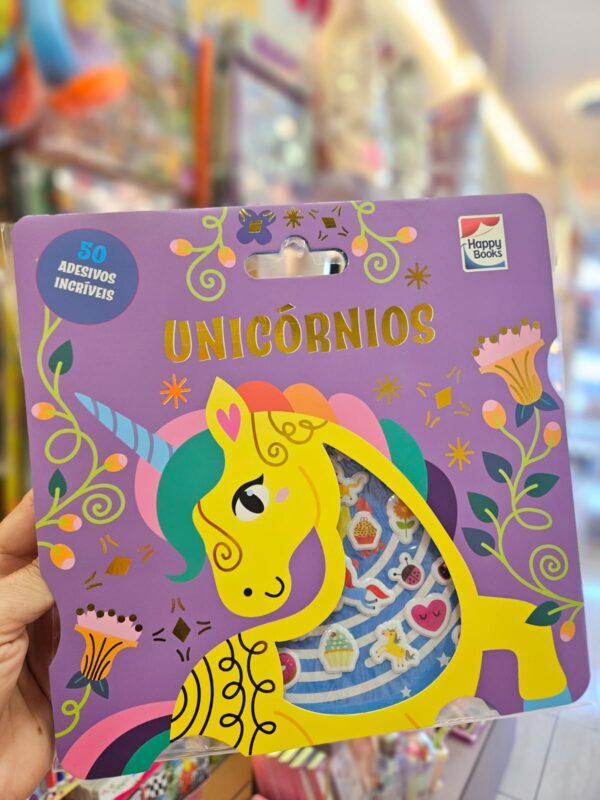 50
ADESIVOS
INCRÍVEIS
Happy
Books
UNICÓRNIOS